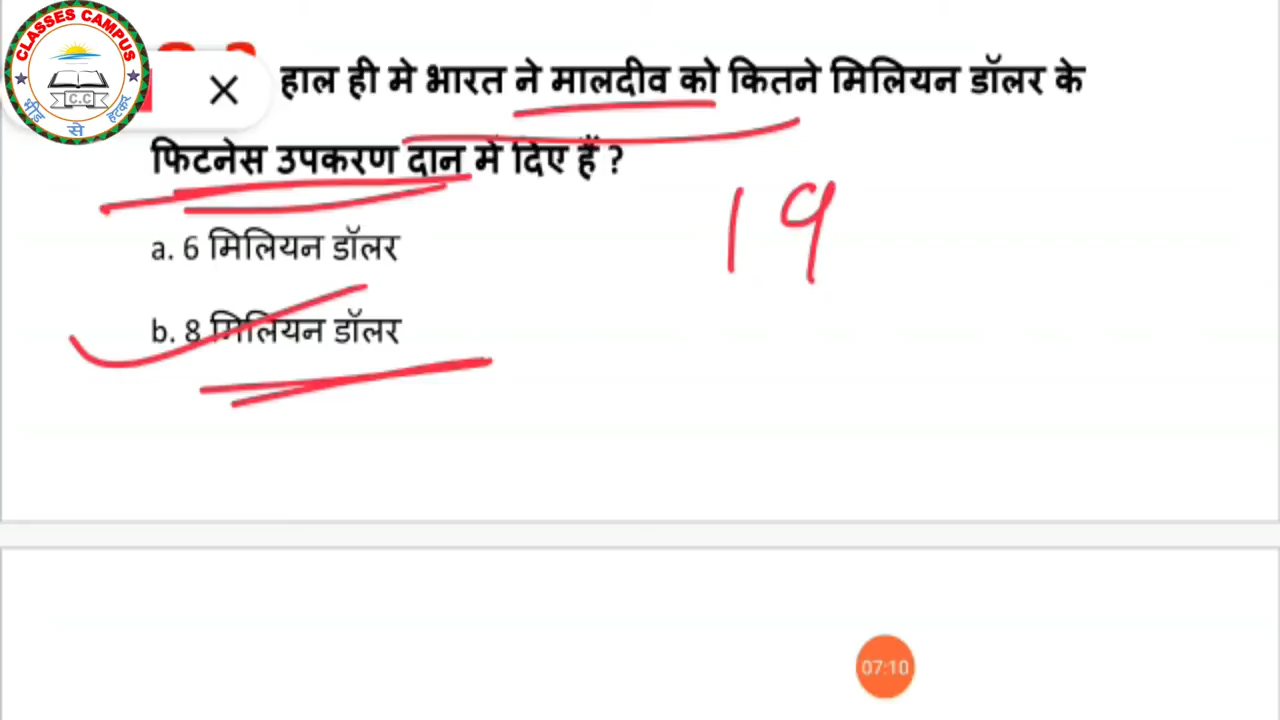 CLASSES CAMPUS
C.C
भीड़ से हटकर
हाल ही मे भारत ने मालदीव को कितने मिलियन डॉलर के
फिटनेस उपकरण दान में दिए हैं ?
19
a. 6 मिलियन डॉलर
b. 8 मिलियन डॉलर
07:10